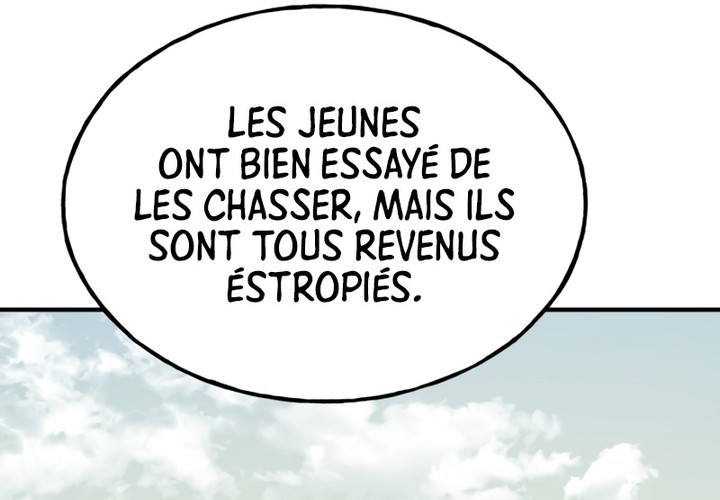 LES JEUNES
ONT BIEN ESSAYÉ DE
LES CHASSER, MAIS ILS
SONT TOUS REVENUS
ÉSTROPIÉS.